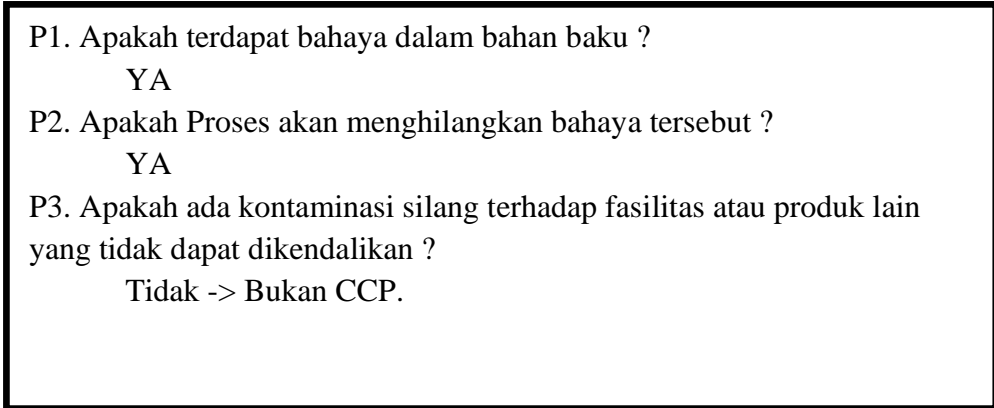 P1. Apakah terdapat bahaya dalam bahan baku ?
YA
P2. Apakah Proses akan menghilangkan bahaya tersebut ?
YA
P3. Apakah ada kontaminasi silang terhadap fasilitas atau produk lain
yang tidak dapat dikendalikan ?
Tidak -> Bukan CCP.